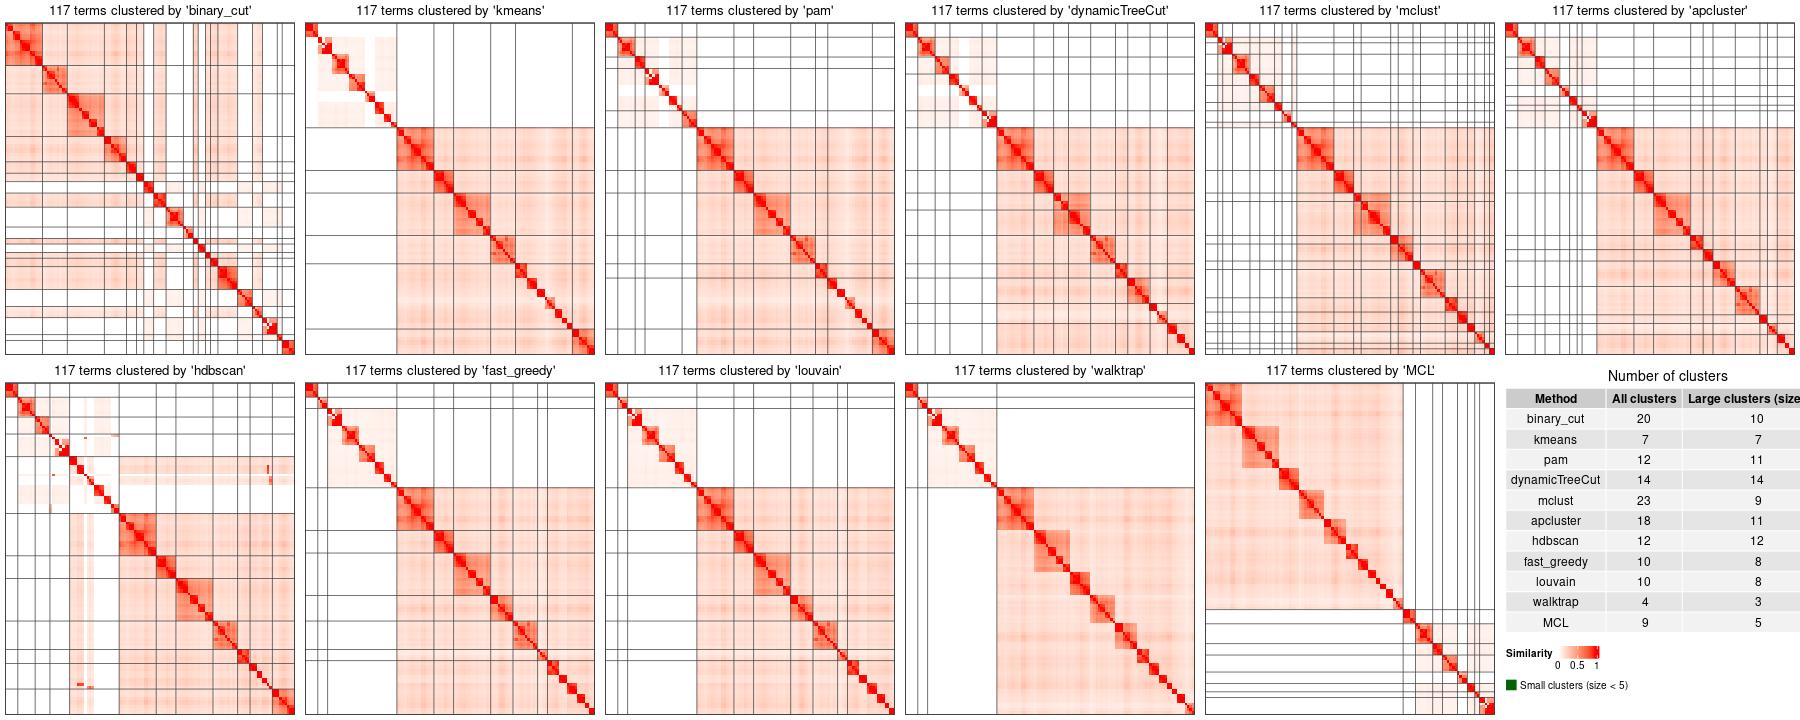 117 terms clustered by 'binary_cut'
117 terms clustered by 'kmeans'
117 terms clustered by 'pam'
117 terms clustered by 'dynamicTreeCut'
117 terms clustered by 'mclust'
117 terms clustered by 'apcluster'
117 terms clustered by 'hdbscan'
117 terms clustered by 'fast_greedy'
117 terms clustered by 'louvain'
117 terms clustered by 'walktrap'
117 terms clustered by 'MCL'
Number of clusters
Method All clusters Large clusters (size
binary_cut 20 10
kmeans 7 7
pam 12 11
dynamicTreeCut 14 14
mclust 23 9
apcluster 18 11
hdbscan 12 12
fast_greedy 10 8
louvain 10 8
walktrap 4 3
MCL 9 5
Similarity
0 0.5 1
Small clusters (size < 5)